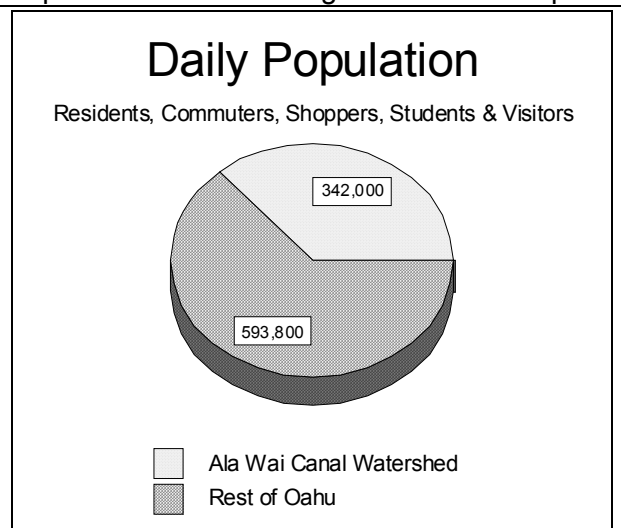 Daily Population
Residents, Commuters, Shoppers, Students & Visitors
342,000
593,800
Ala Wai Canal Watershed
Rest of Oahu